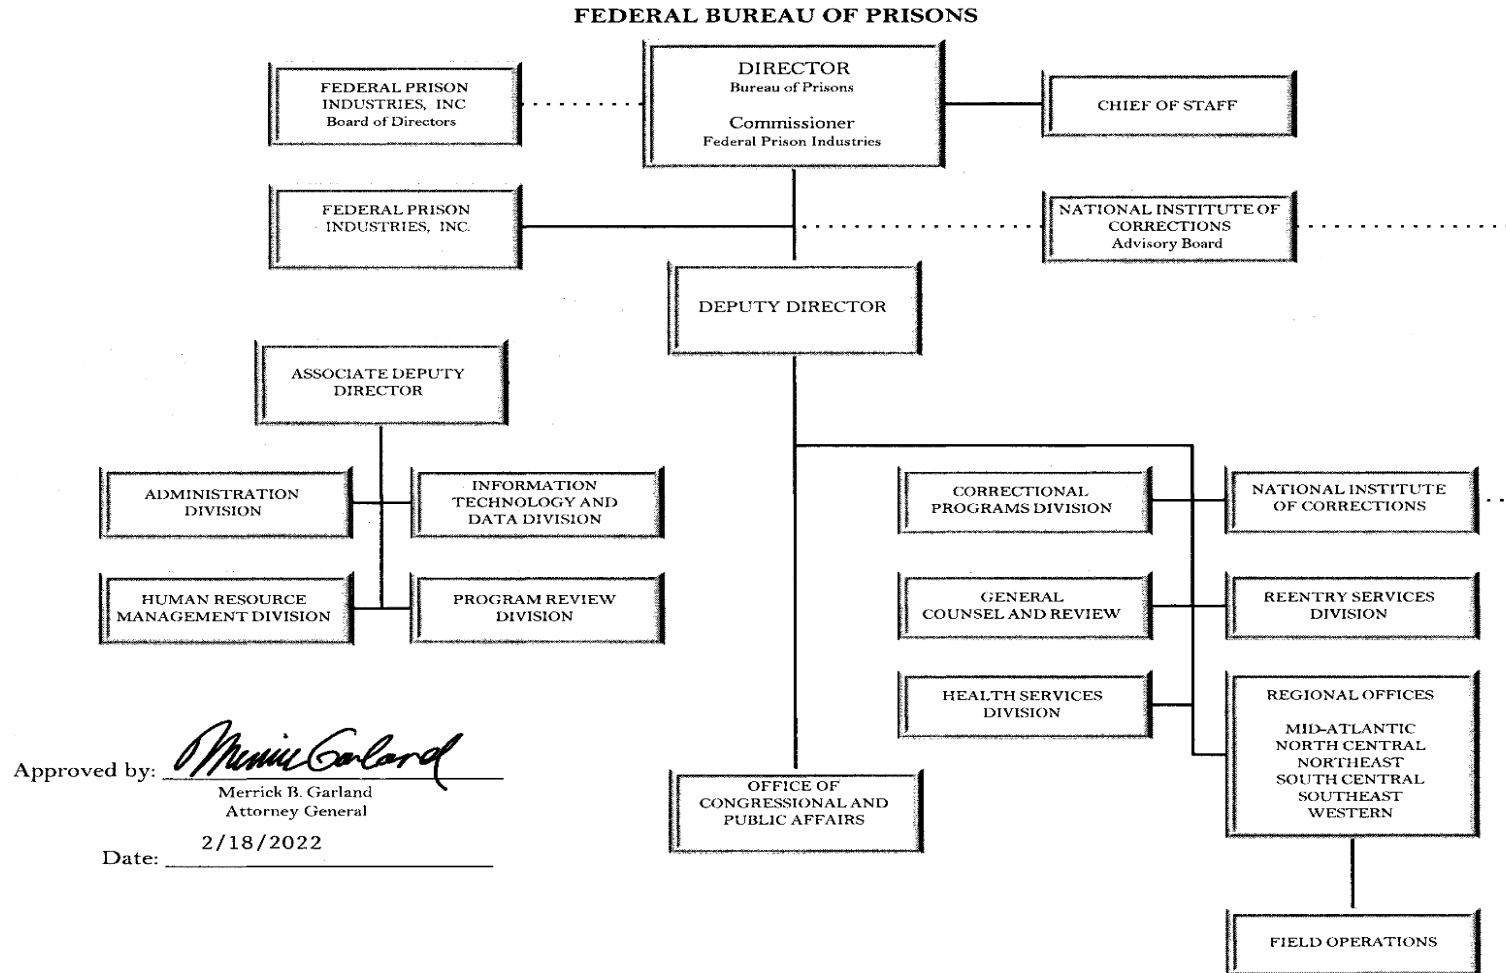 FEDERAL BUREAU OF PRISONS
FEDERAL PRISON
INDUSTRIES, INC
Board of Directors
DIRECTOR
Bureau of Prisons
Commissioner
Federal Prison Industries
CHIEF OF STAFF
FEDERAL PRISON
INDUSTRIES, INC.
NATIONAL INSTITUTE OF
CORRECTIONS
Advisory Board
DEPUTY DIRECTOR
ASSOCIATE DEPUTY
DIRECTOR
ADMINISTRATION
DIVISION
INFORMATION
TECHNOLOGY AND
DATA DIVISION
CORRECTIONAL
PROGRAMS DIVISION
NATIONAL INSTITUTE
OF CORRECTIONS
HUMAN RESOURCE
MANAGEMENT DIVISION
PROGRAM REVIEW
DIVISION
GENERAL
COUNSEL AND REVIEW
REENTRY SERVICES
DIVISION
HEALTH SERVICES
DIVISION
REGIONAL OFFICES
MID-ATLANTIC
NORTH CENTRAL
NORTHEAST
SOUTH CENTRAL
SOUTHEAST
WESTERN
Approved by: Merrick Garland
Merrick B. Garland
Attorney General
Date: 2/18/2022
OFFICE OF
CONGRESSIONAL AND
PUBLIC AFFAIRS
FIELD OPERATIONS